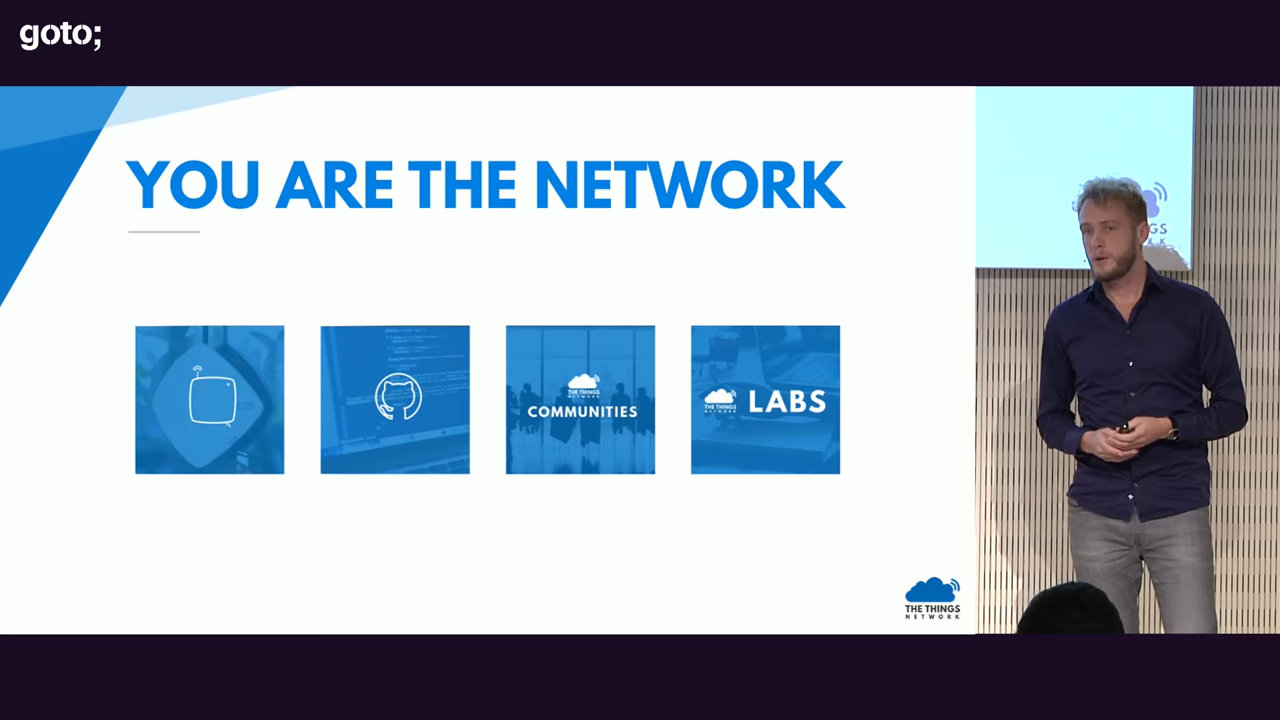 goto;
YOU ARE THE NETWORK
THE THINGS
NETWORK
COMMUNITIES
THE THINGS
NETWORK
LABS
THE THINGS
NETWORK